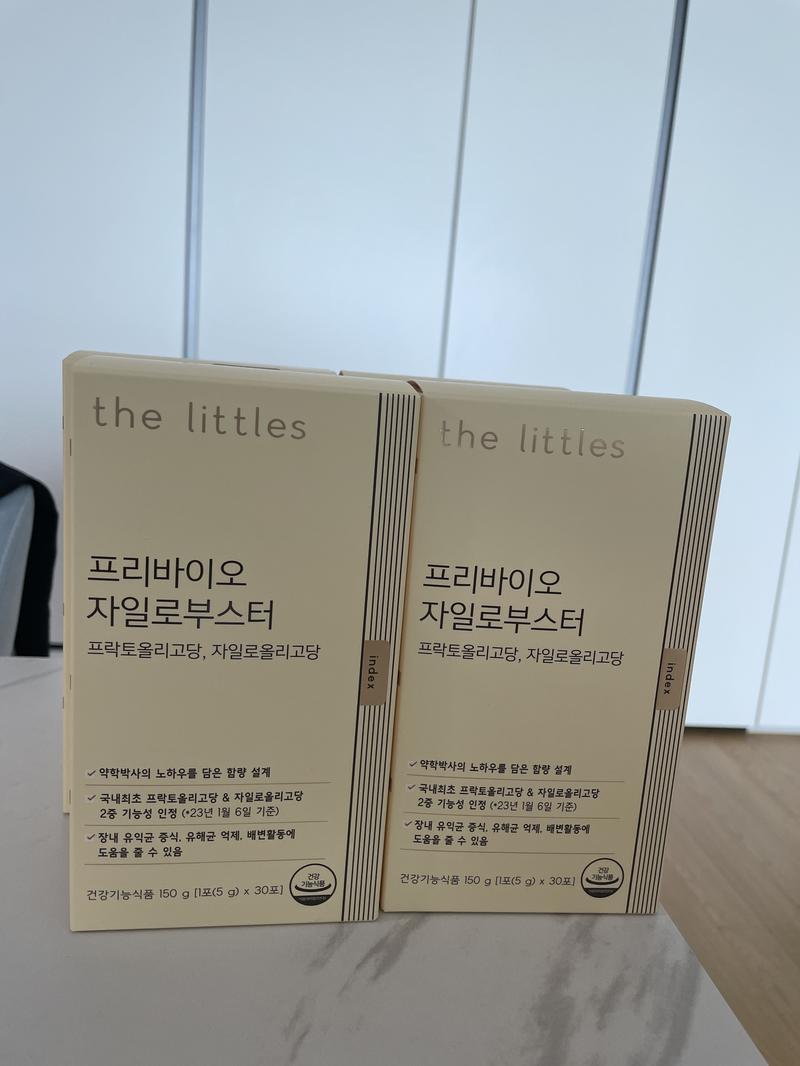 the littles
프리바이오
자일로부스터
프락토올리고당, 자일로올리고당
index
약학박사의 노하우를 담은 함량 설계
국내최초 프락토올리고당 & 자일로올리고당
2중 기능성 인정 (*23년 1월 6일 기준)
장내 유익균 증식, 유해균 억제, 배변활동에
도움을 줄 수 있음
건강기능식품 150 g [1포(5 g) x 30포]
건강
기능식품
the littles
프리바이오
자일로부스터
프락토올리고당, 자일로올리고당
index
약학박사의 노하우를 담은 함량 설계
국내최초 프락토올리고당 & 자일로올리고당
2중 기능성 인정 (*23년 1월 6일 기준)
장내 유익균 증식, 유해균 억제, 배변활동에
도움을 줄 수 있음
건강기능식품 150 g [1포(5 g) x 30포]
건강
기능식품